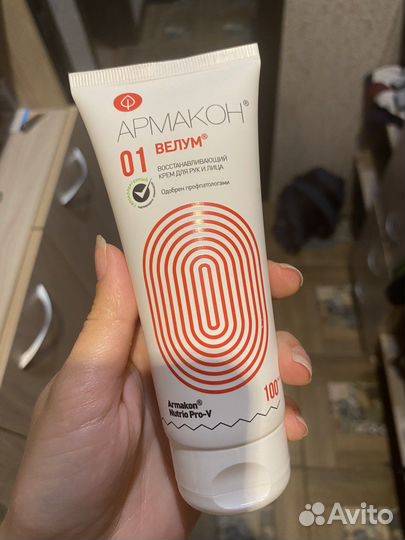 АРМАКОН®
01 ВЕЛУМ®
ВОССТАНАВЛИВАЮЩИЙ
КРЕМ ДЛЯ РУК И ЛИЦА
Одобрен профпатологами
Armakon®
Nutrio Pro-V
100
Avito